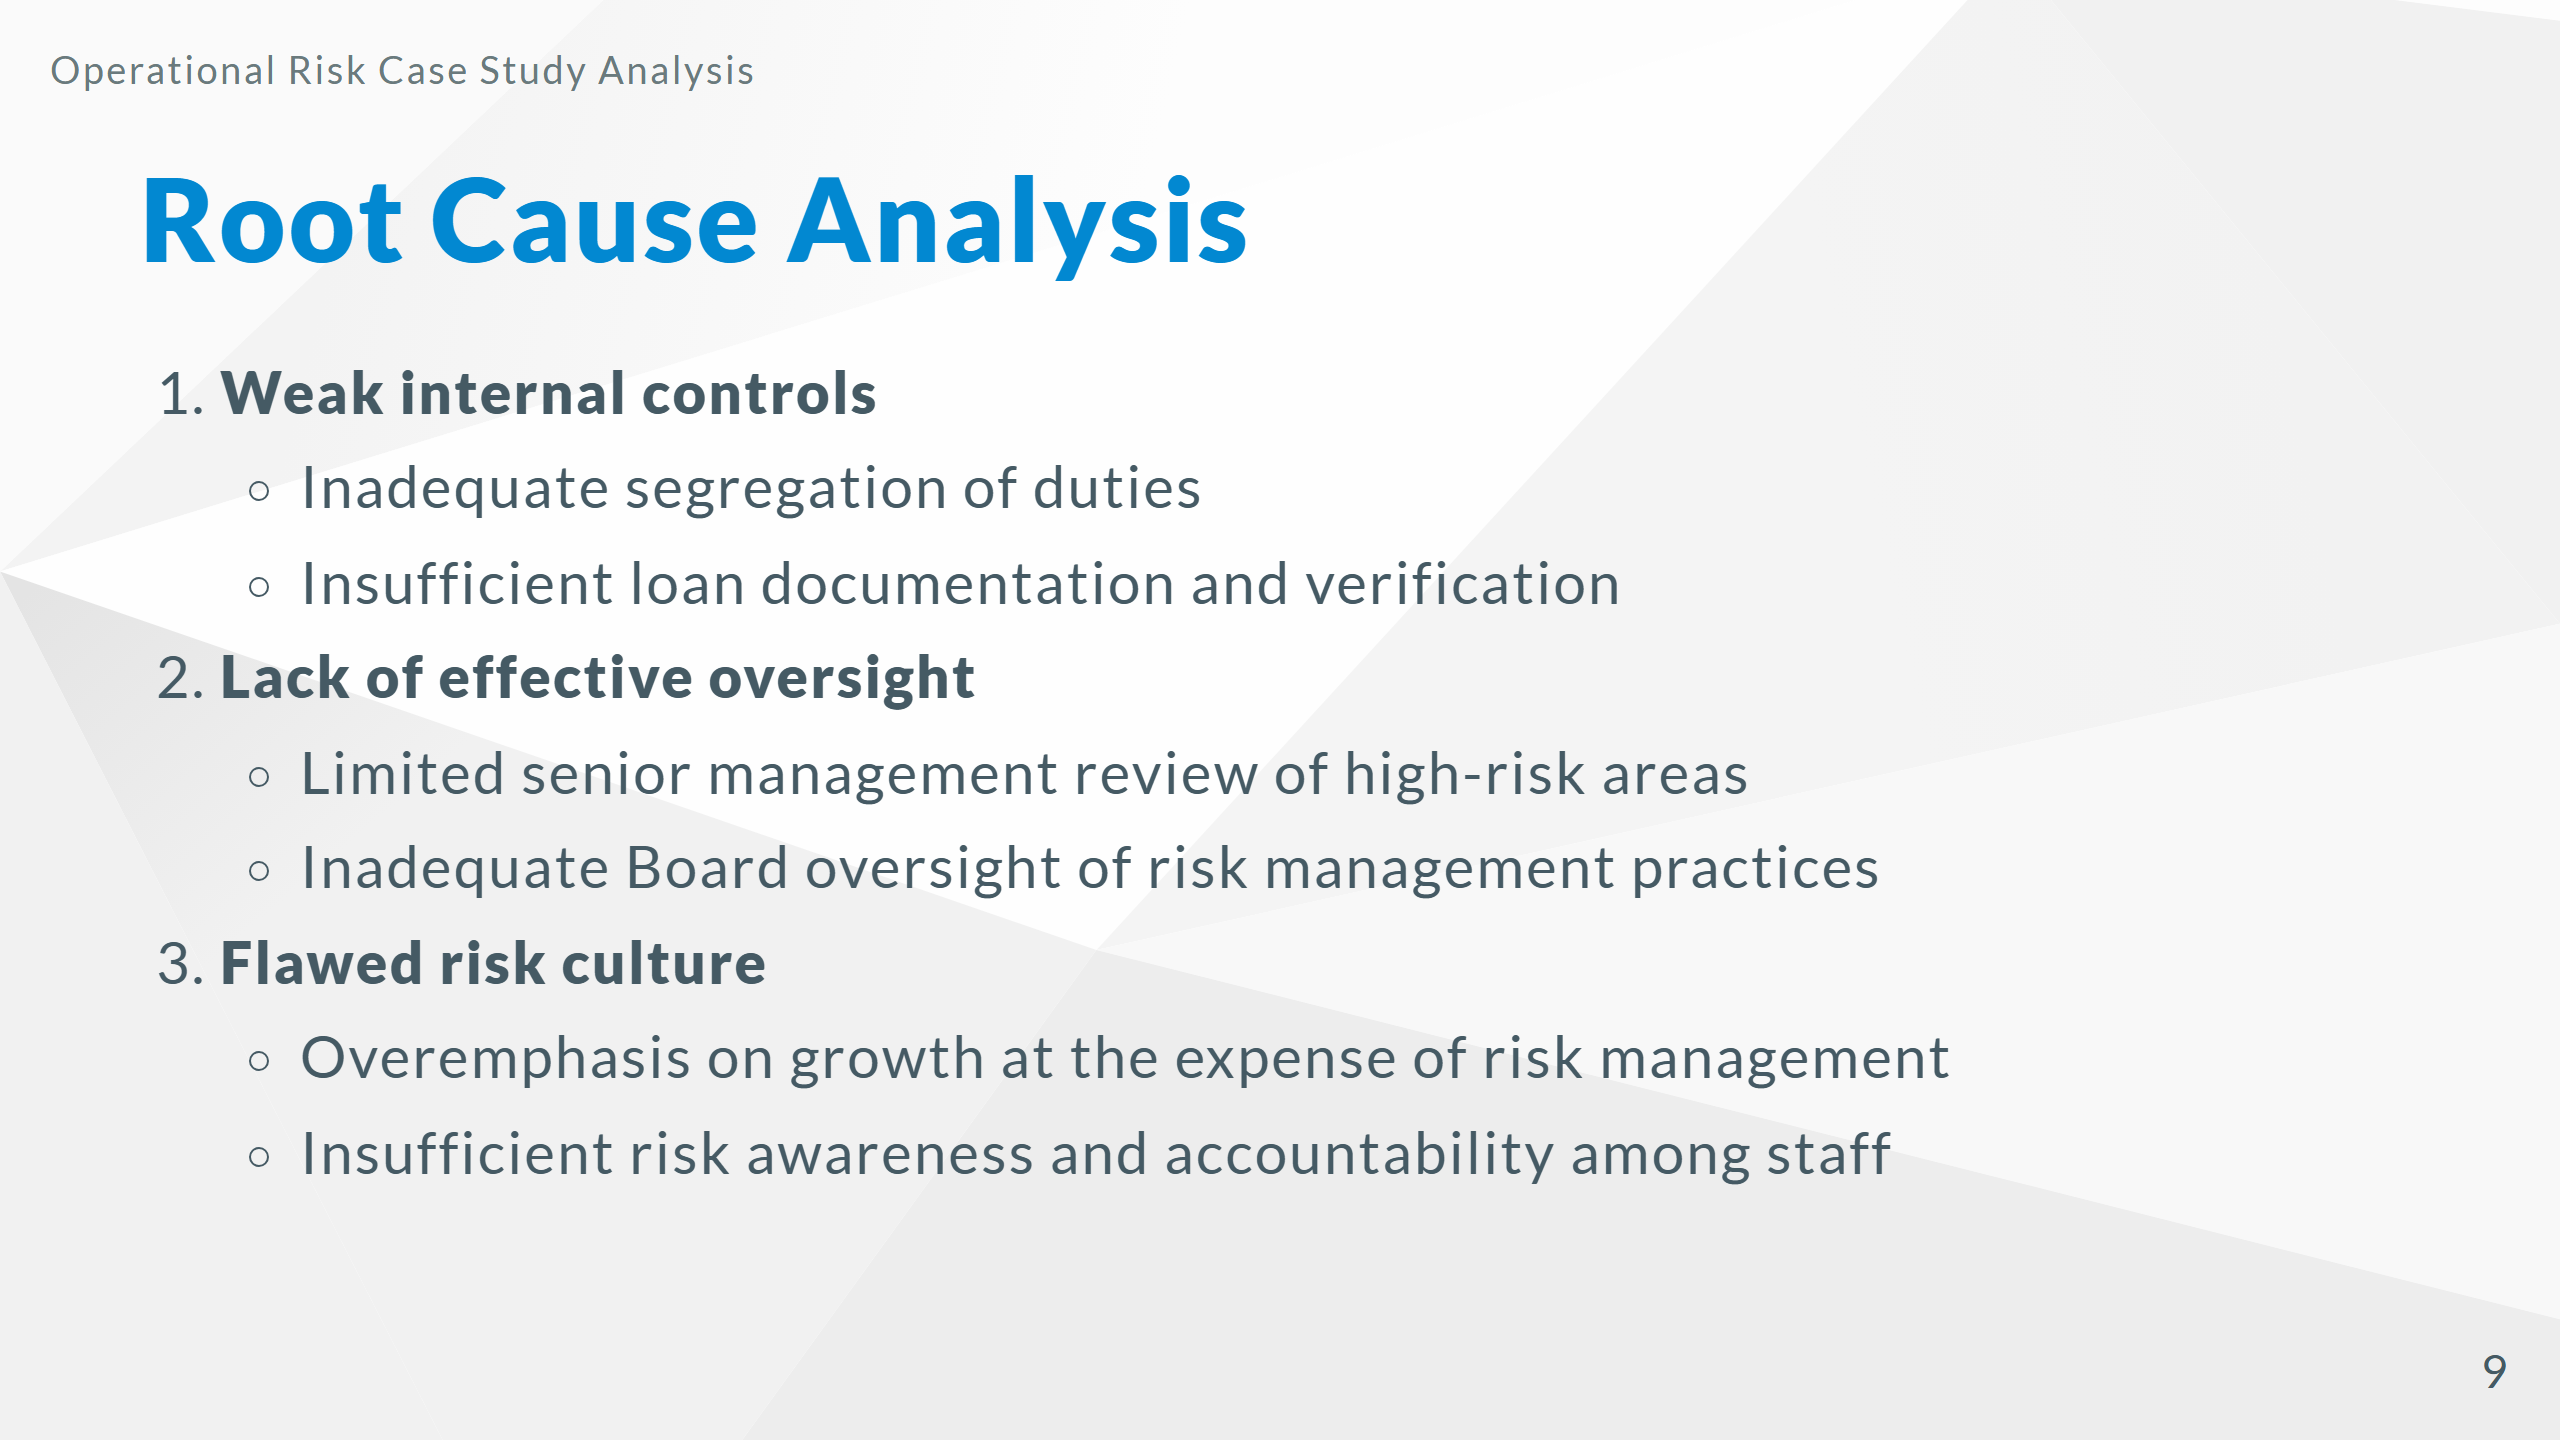 Operational Risk Case Study Analysis
Root Cause Analysis
1. Weak internal controls
○ Inadequate segregation of duties
○ Insufficient loan documentation and verification
2. Lack of effective oversight
○ Limited senior management review of high-risk areas
○ Inadequate Board oversight of risk management practices
3. Flawed risk culture
○ Overemphasis on growth at the expense of risk management
○ Insufficient risk awareness and accountability among staff
9